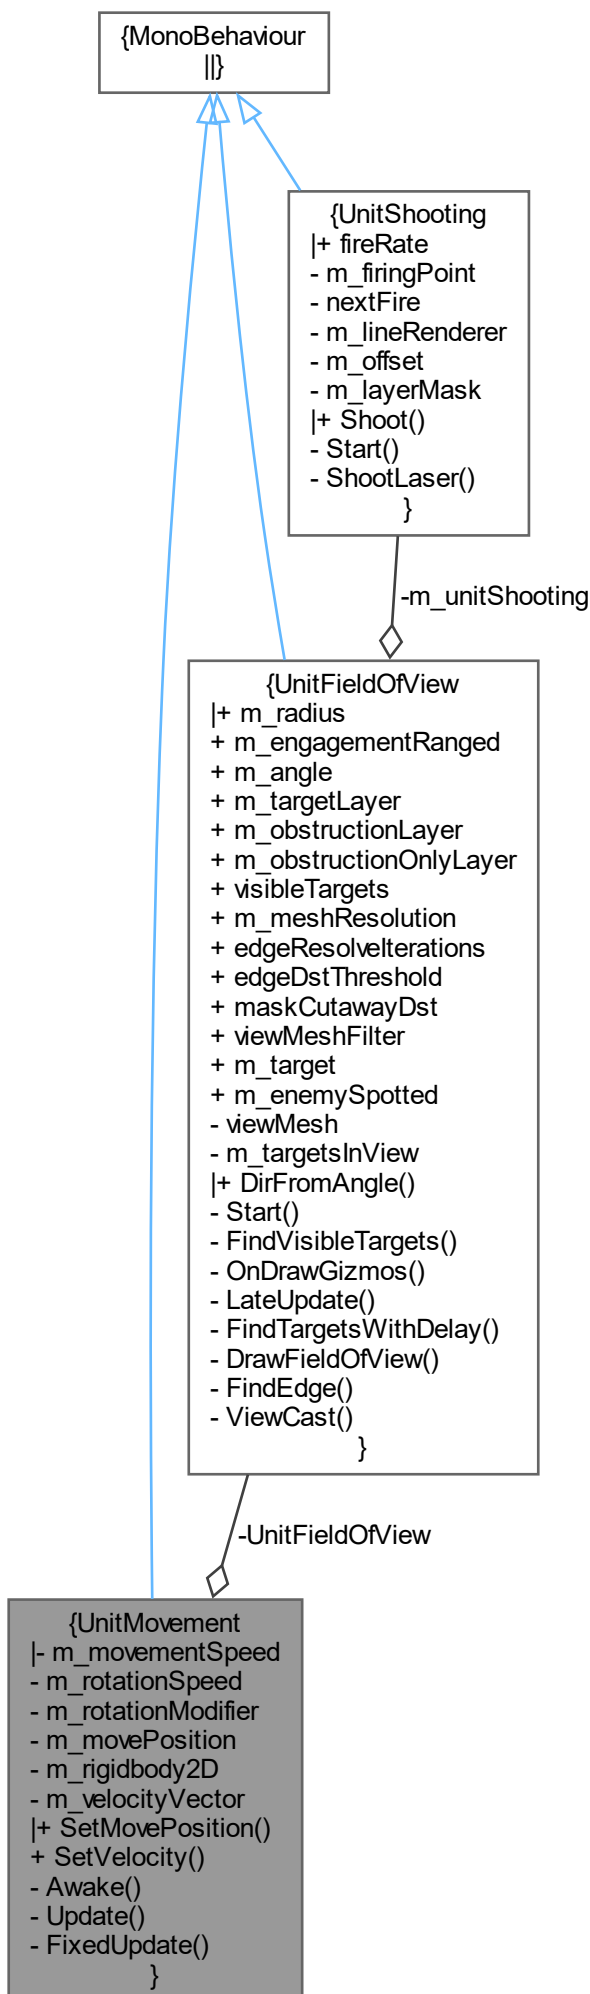 {MonoBehaviour
||}
{UnitShooting
|+ fireRate
- m_firingPoint
- nextFire
- m_lineRenderer
- m_offset
- m_layerMask
|+ Shoot()
- Start()
- ShootLaser()
}
-m_unitShooting
{UnitFieldOfView
|+ m_radius
+ m_engagementRanged
+ m_angle
+ m_targetLayer
+ m_obstructionLayer
+ m_obstructionOnlyLayer
+ visibleTargets
+ m_meshResolution
+ edgeResolveIterations
+ edgeDstThreshold
+ maskCutawayDst
+ viewMeshFilter
+ m_target
+ m_enemySpotted
- viewMesh
- m_targetsInView
|+ DirFromAngle()
- Start()
- FindVisibleTargets()
- OnDrawGizmos()
- LateUpdate()
- FindTargetsWithDelay()
- DrawFieldOfView()
- FindEdge()
- ViewCast()
}
-UnitFieldOfView
{UnitMovement
|- m_movementSpeed
- m_rotationSpeed
- m_rotationModifier
- m_movePosition
- m_rigidbody2D
- m_velocityVector
|+ SetMovePosition()
+ SetVelocity()
- Awake()
- Update()
- FixedUpdate()
}